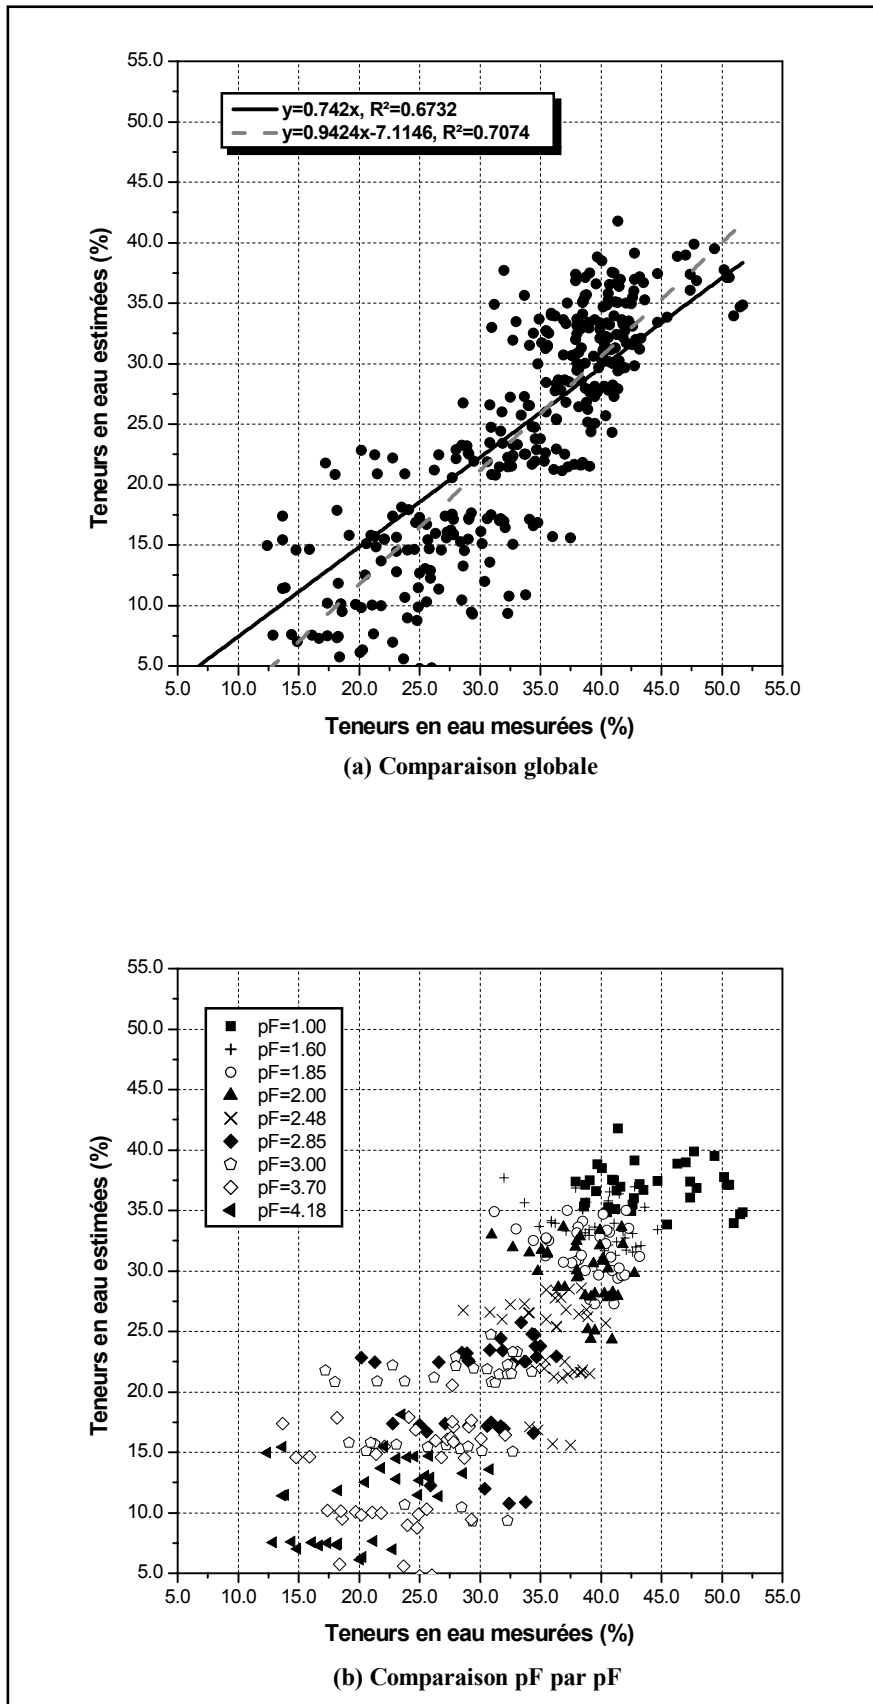 55.0
50.0
45.0
40.0
35.0
30.0
25.0
20.0
15.0
10.0
5.0
Teneurs en eau estimées (%)
y=0.742x, R²=0.6732
y=0.9424x-7.1146, R²=0.7074
5.0 10.0 15.0 20.0 25.0 30.0 35.0 40.0 45.0 50.0 55.0
Teneurs en eau mesurées (%)
(a) Comparaison globale
55.0
50.0
45.0
40.0
35.0
30.0
25.0
20.0
15.0
10.0
5.0
Teneurs en eau estimées (%)
pF=1.00
pF=1.60
pF=1.85
pF=2.00
pF=2.48
pF=2.85
pF=3.00
pF=3.70
pF=4.18
5.0 10.0 15.0 20.0 25.0 30.0 35.0 40.0 45.0 50.0 55.0
Teneurs en eau mesurées (%)
(b) Comparaison pF par pF